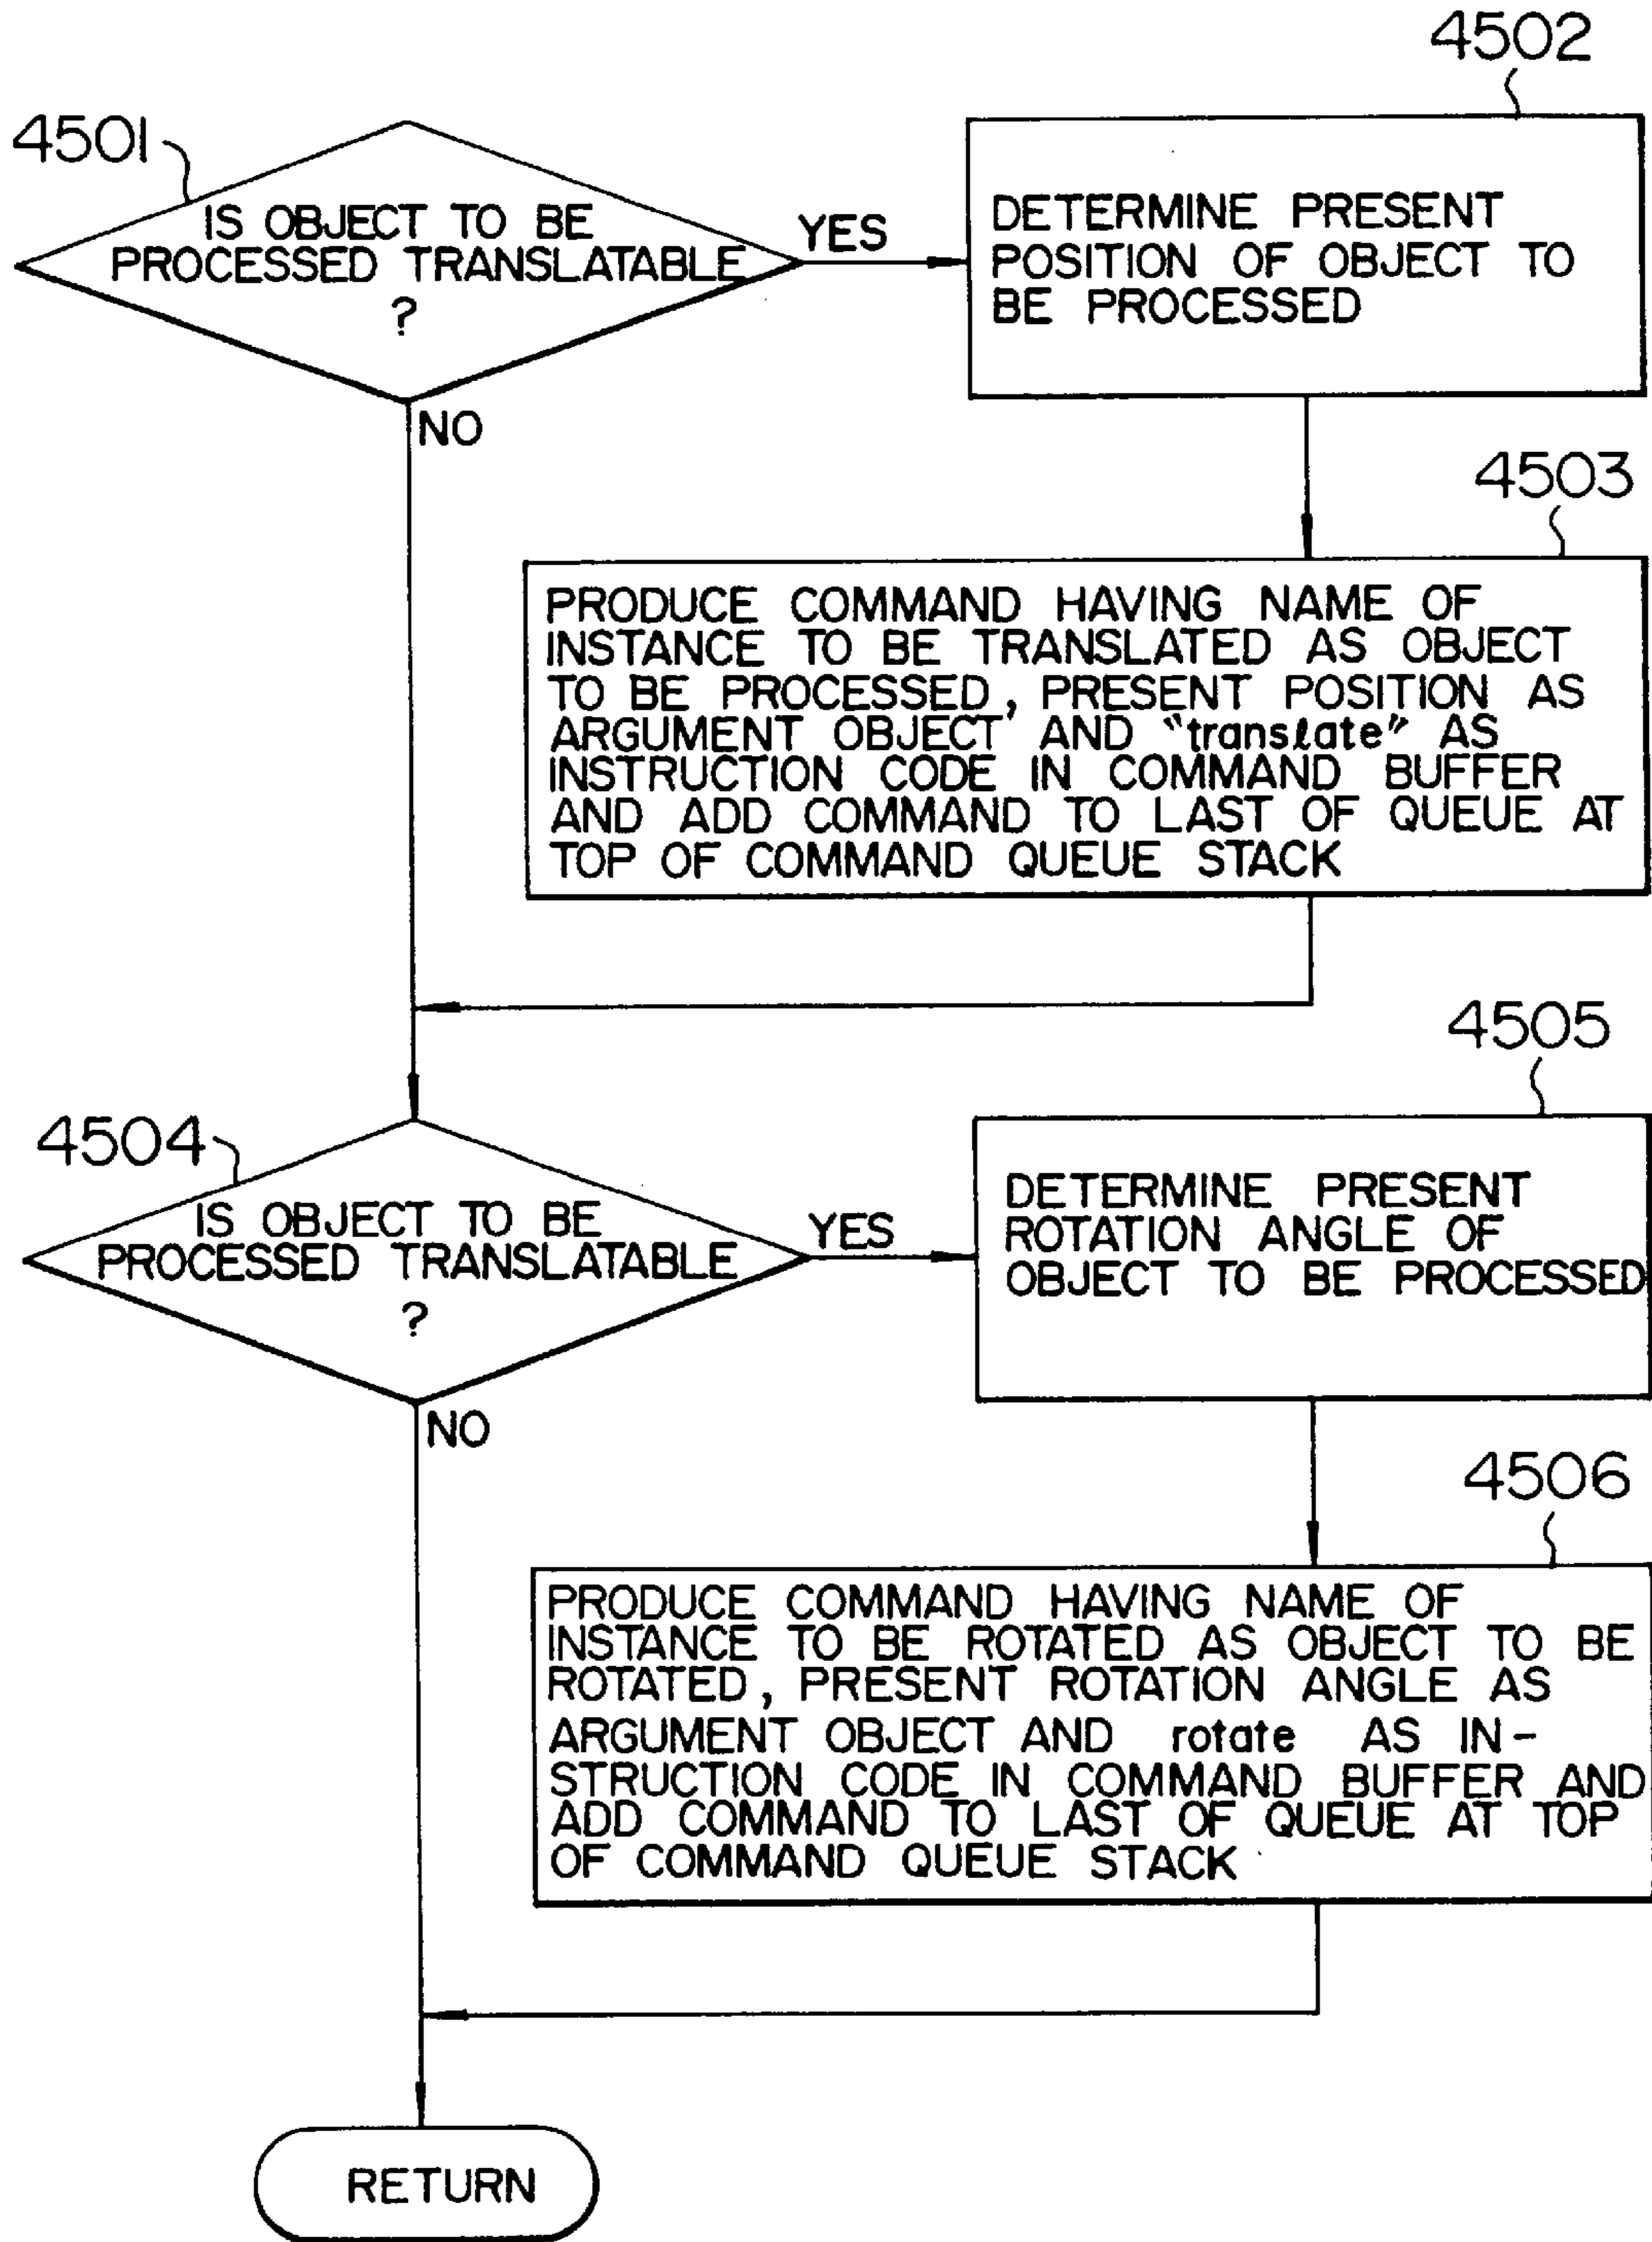 4502
4501
IS OBJECT TO BE
PROCESSED TRANSLATABLE
?
YES
NO
DETERMINE PRESENT
POSITION OF OBJECT TO
BE PROCESSED
4503
PRODUCE COMMAND HAVING NAME OF
INSTANCE TO BE TRANSLATED AS OBJECT
TO BE PROCESSED, PRESENT POSITION AS
ARGUMENT OBJECT' AND "translate" AS
INSTRUCTION CODE IN COMMAND BUFFER
AND ADD COMMAND TO LAST OF QUEUE AT
TOP OF COMMAND QUEUE STACK
4505
4504
IS OBJECT TO BE
PROCESSED TRANSLATABLE
?
YES
NO
DETERMINE PRESENT
ROTATION ANGLE OF
OBJECT TO BE PROCESSED
4506
PRODUCE COMMAND HAVING NAME OF
INSTANCE TO BE ROTATED AS OBJECT TO BE
ROTATED, PRESENT ROTATION ANGLE AS
ARGUMENT OBJECT AND rotate AS IN-
STRUCTION CODE IN COMMAND BUFFER AND
ADD COMMAND TO LAST OF QUEUE AT TOP
OF COMMAND QUEUE STACK
RETURN